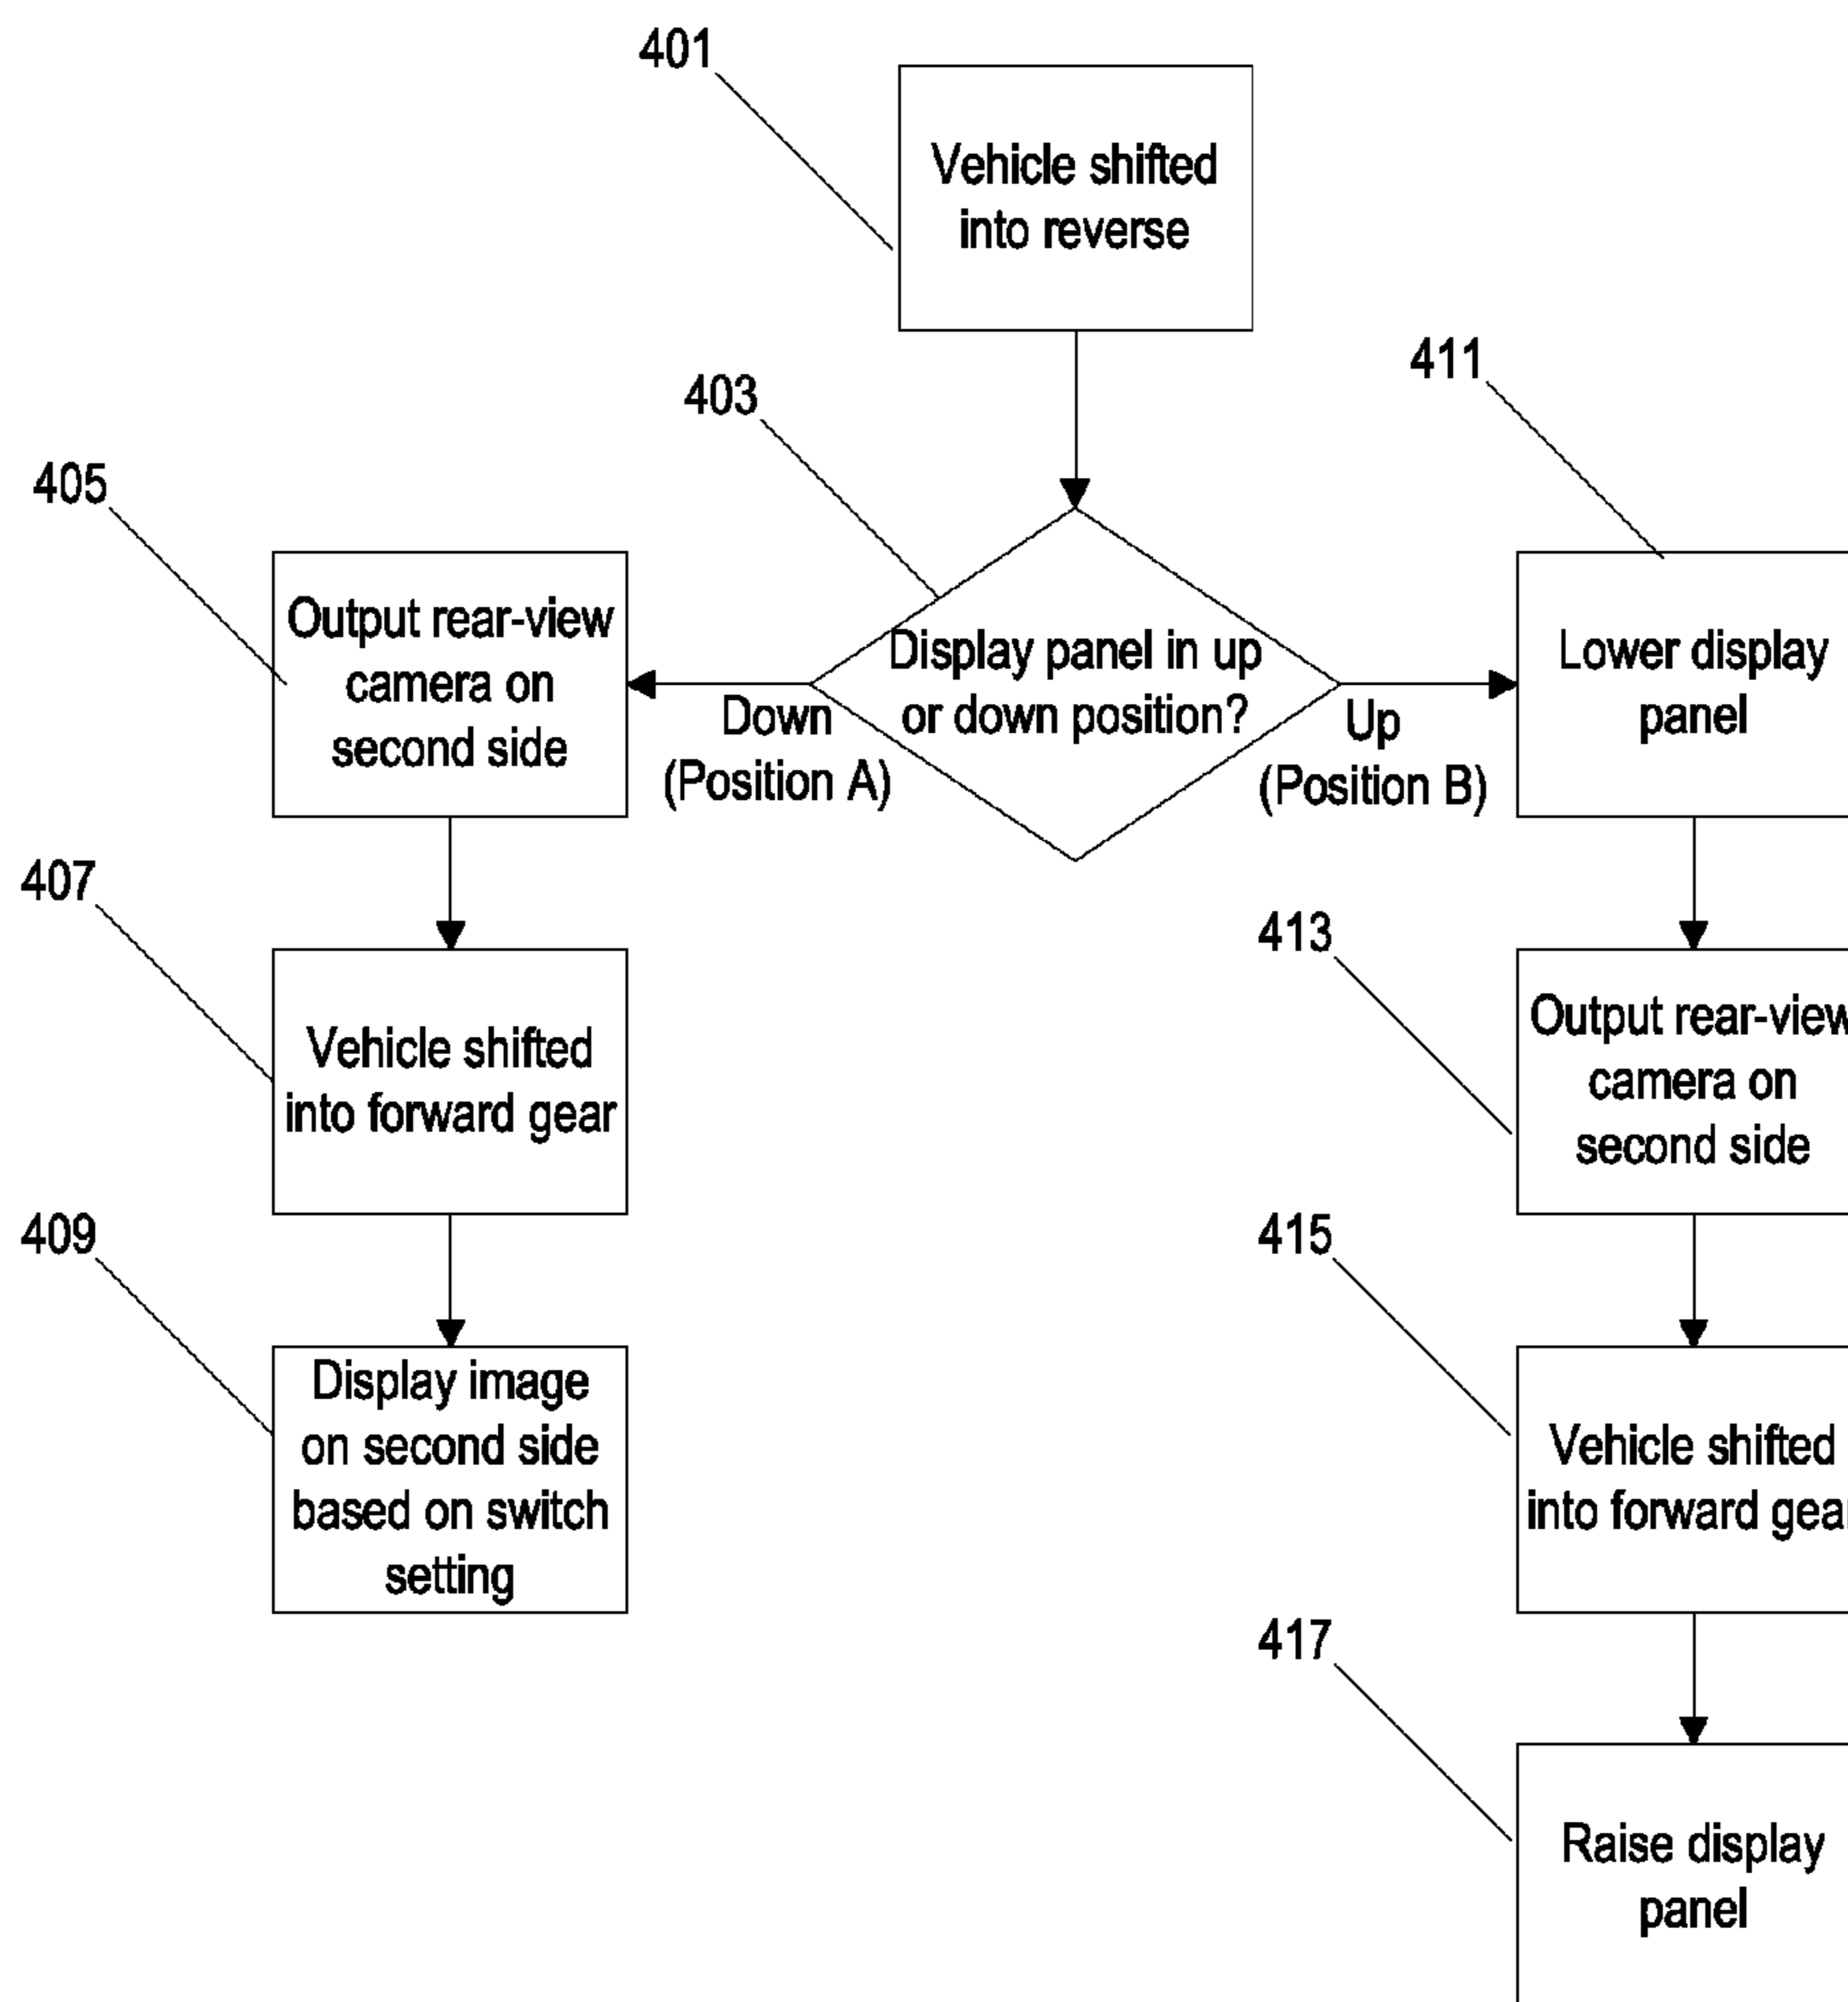 401
Vehicle shifted
into reverse
403
411
405
Output rear-view
camera on
second side
Display panel in up
or down position?
Down
(Position A)
Up
(Position B)
Lower display
panel
407
Vehicle shifted
into forward gear
413
Output rear-view
camera on
second side
409
Display image
on second side
based on switch
setting
415
Vehicle shifted
into forward gear
417
Raise display
panel